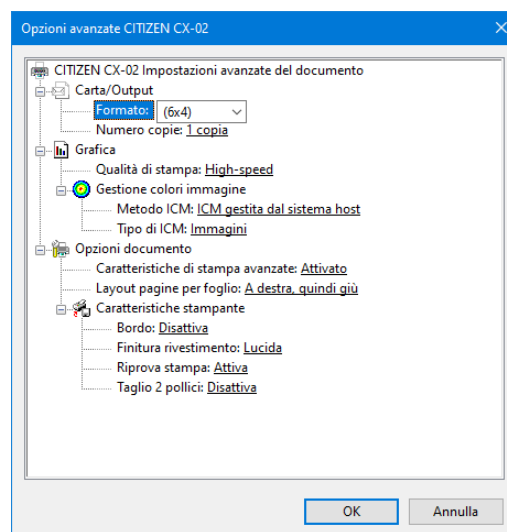 Opzioni avanzate CITIZEN CX-02
CITIZEN CX-02 Impostazioni avanzate del documento
Carta/Output
Formato: (6x4)
Numero copie: 1 copia
Grafica
Qualità di stampa: High-speed
Gestione colori immagine
Metodo ICM: ICM gestita dal sistema host
Tipo di ICM: Immagini
Opzioni documento
Caratteristiche di stampa avanzate: Attivato
Layout pagine per foglio: A destra, quindi giù
Caratteristiche stampante
Bordo: Disattiva
Finitura rivestimento: Lucida
Riprova stampa: Attiva
Taglio 2 pollici: Disattiva
OK Annulla